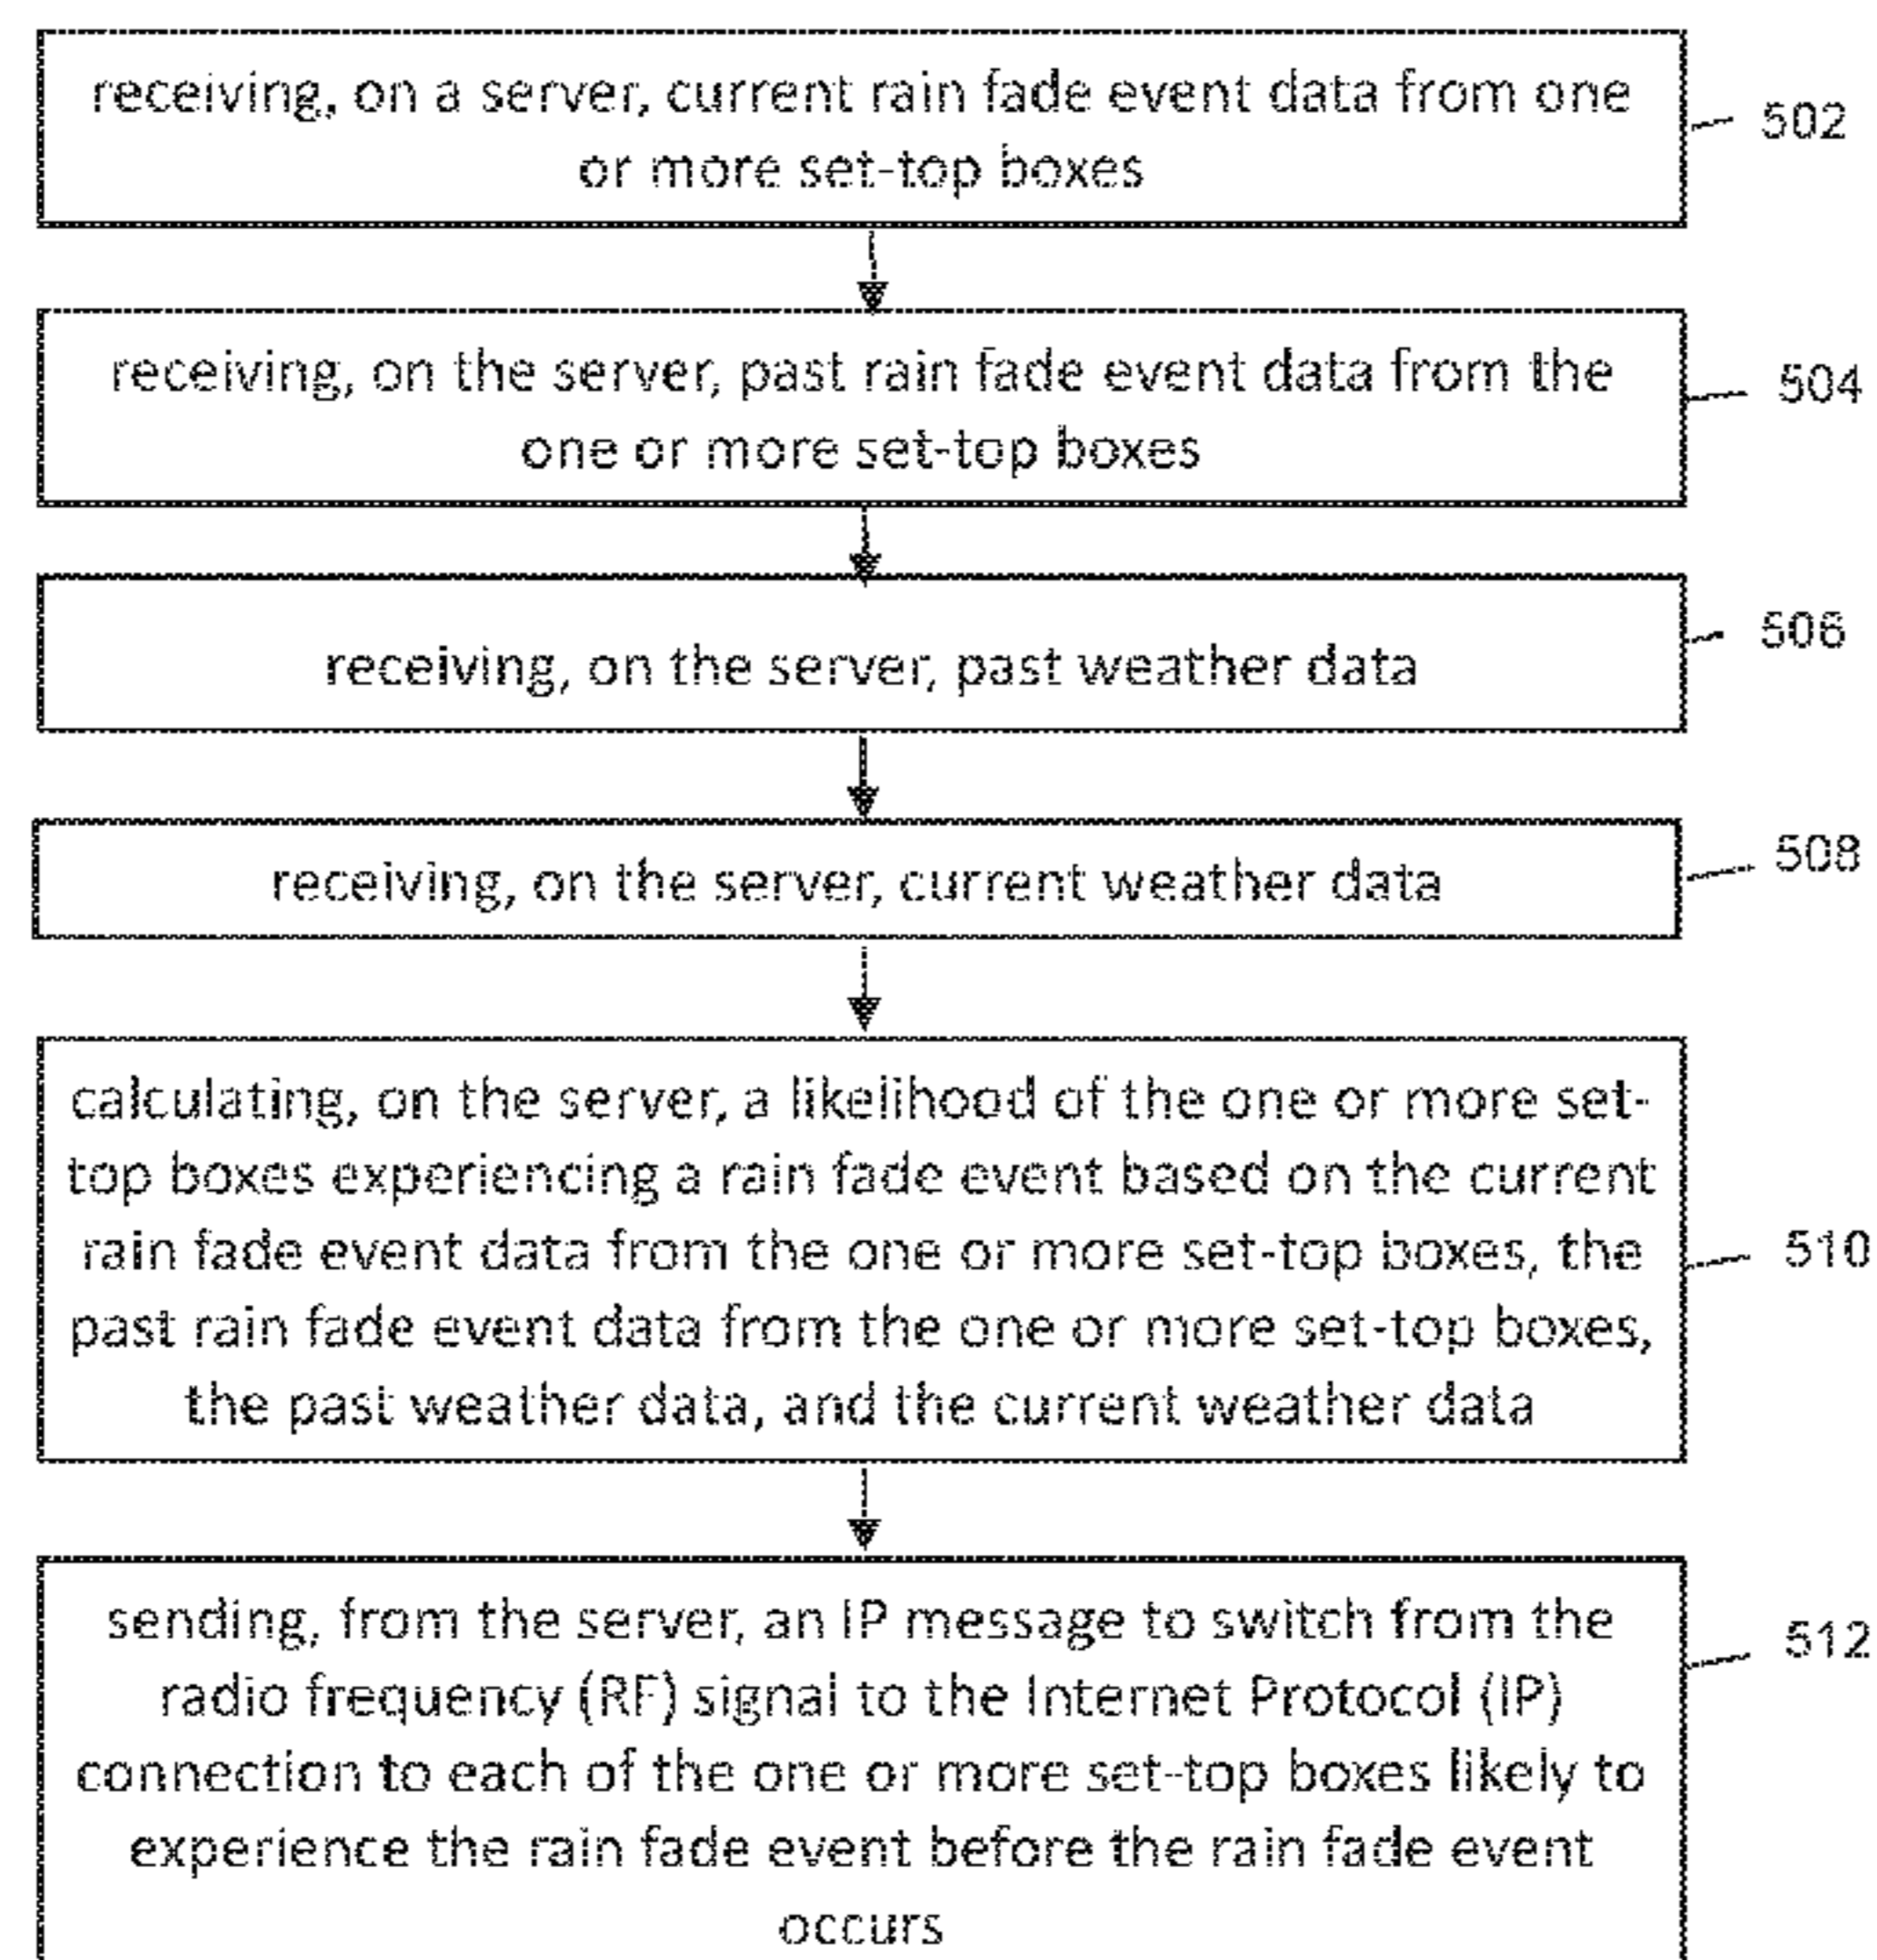 receiving, on a server, current rain fade event data from one
or more set-top boxes
502
receiving, on the server, past rain fade event data from the
one or more set-top boxes
504
receiving, on the server, past weather data
506
receiving, on the server, current weather data
508
calculating, on the server, a likelihood of the one or more set-
top boxes experiencing a rain fade event based on the current
rain fade event data from the one or more set-top boxes, the
past rain fade event data from the one or more set-top boxes,
the past weather data, and the current weather data
510
sending, from the server, an IP message to switch from the
radio frequency (RF) signal to the Internet Protocol (IP)
connection to each of the one or more set-top boxes likely to
experience the rain fade event before the rain fade event
occurs
512